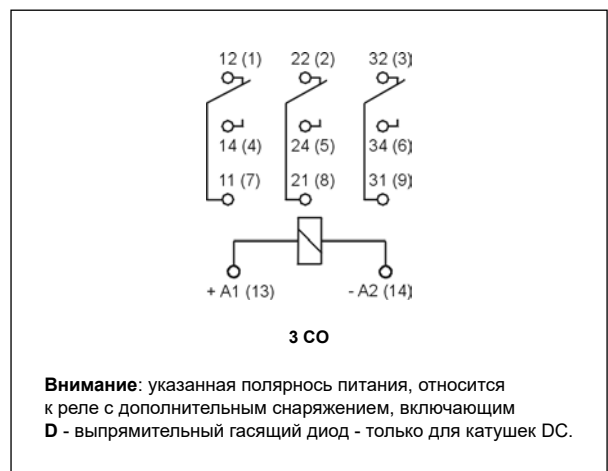 12 (1) 22 (2) 32 (3)
14 (4) 24 (5) 34 (6)
11 (7) 21 (8) 31 (9)
+ A1 (13) - A2 (14)
3 CO
Внимание: указанная полярнось питания, относится
к реле с дополнительным снаряжением, включающим
D - выпрямительный гасящий диод - только для катушек DC.